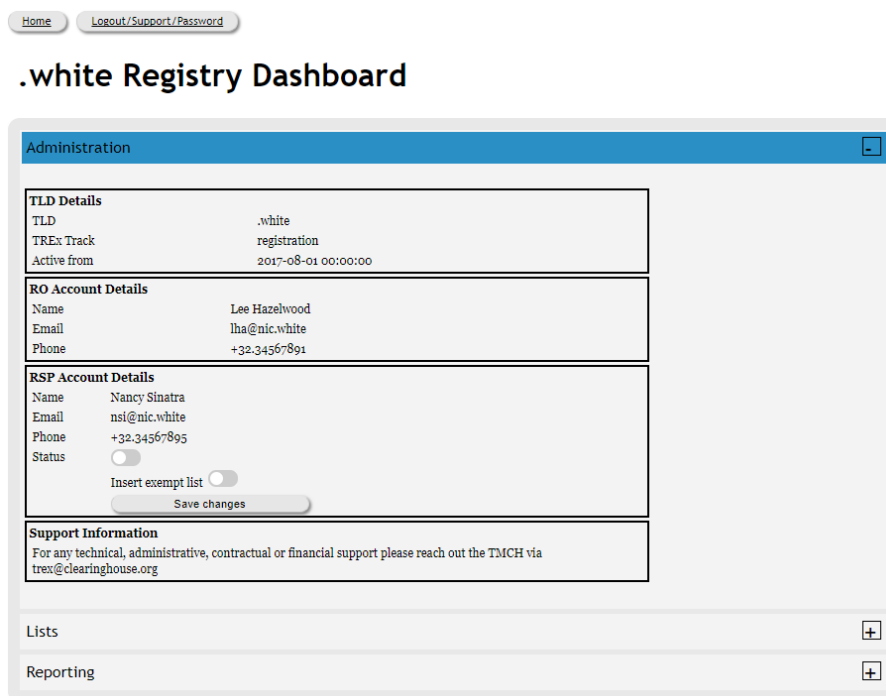 Home Logout/Support/Password
.white Registry Dashboard
Administration -
TLD Details
TLD .white
TREx Track registration
Active from 2017-08-01 00:00:00
RO Account Details
Name Lee Hazelwood
Email lha@nic.white
Phone +32.34567891
RSP Account Details
Name Nancy Sinatra
Email nsi@nic.white
Phone +32.34567895
Status
Insert exempt list
Save changes
Support Information
For any technical, administrative, contractual or financial support please reach out the TMCH via
trex@clearinghouse.org
Lists +
Reporting +